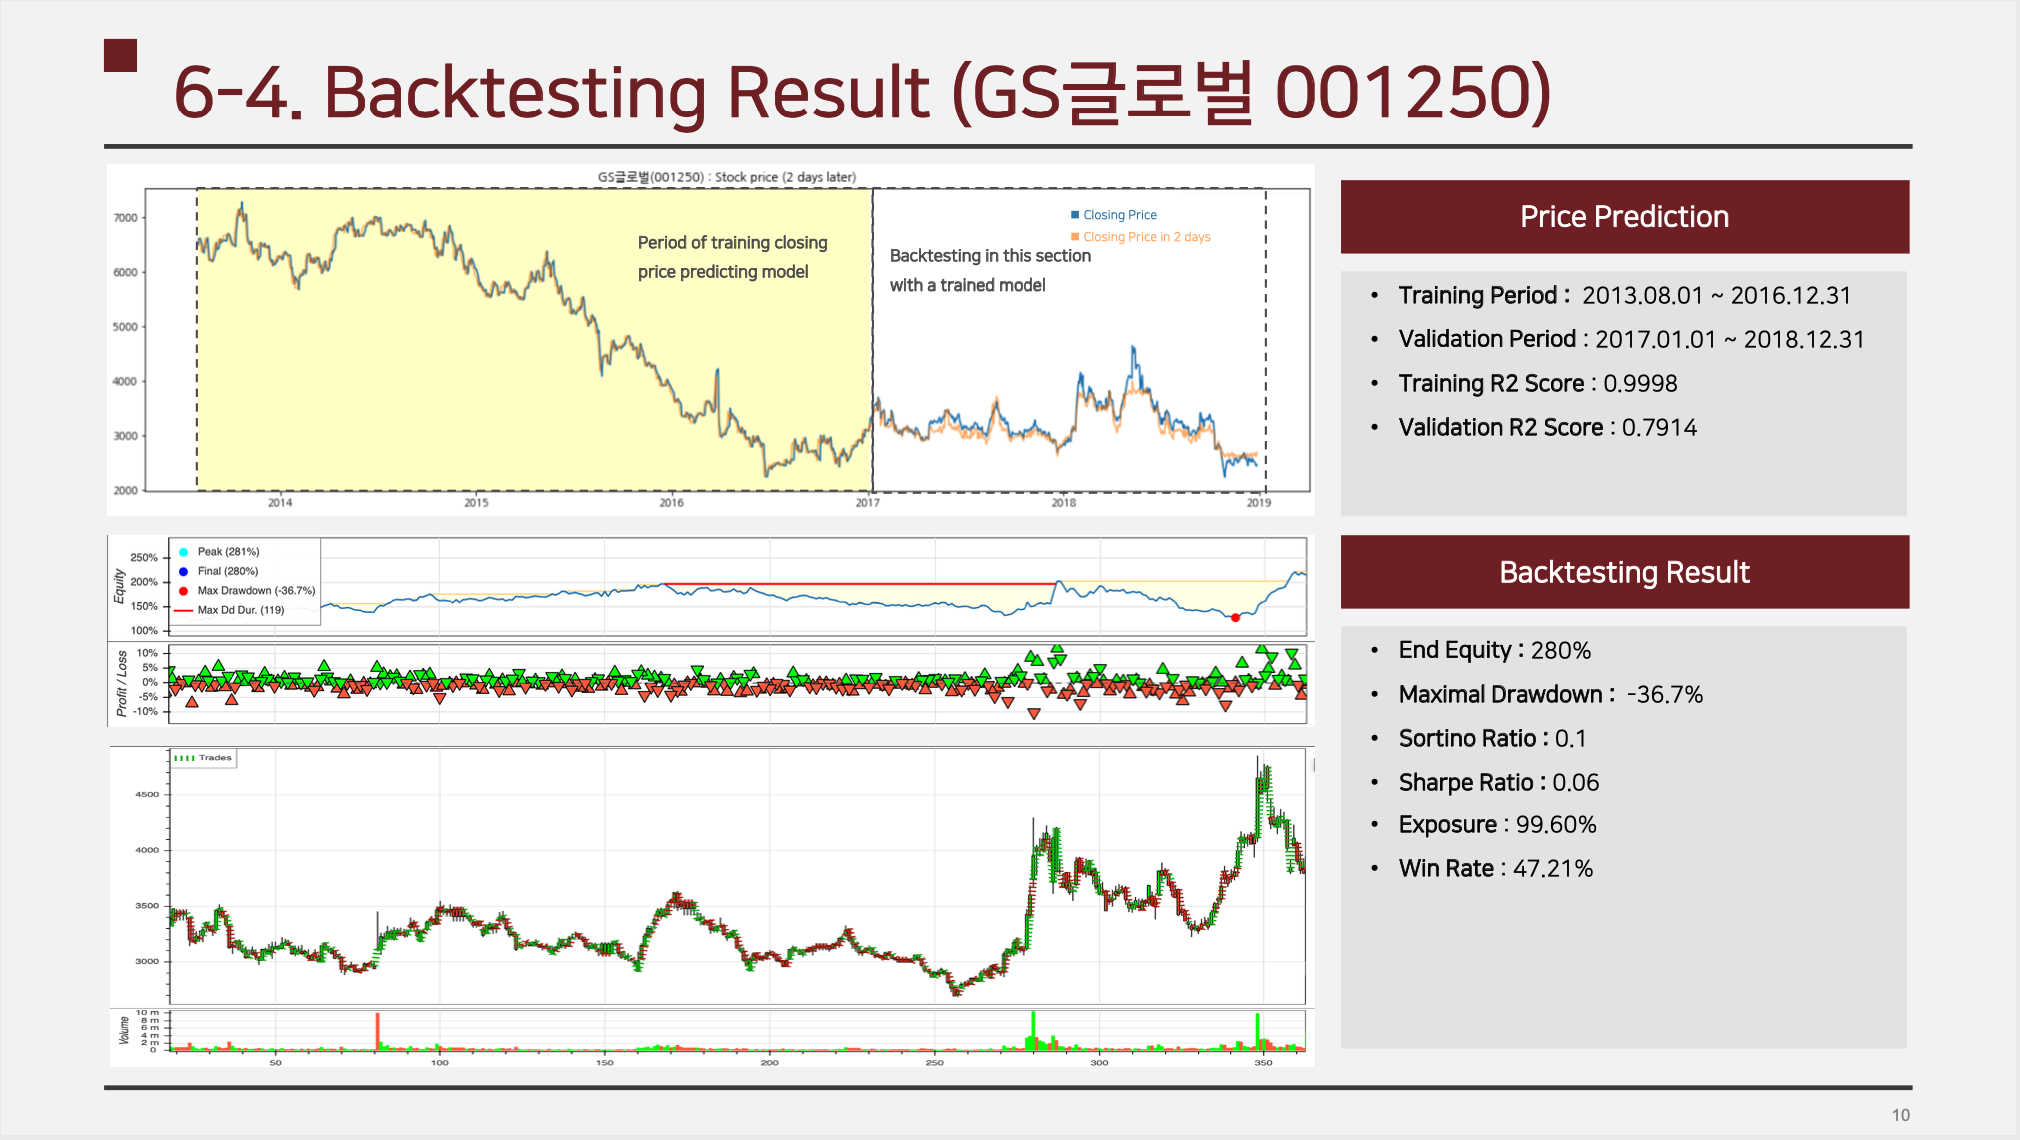 6-4. Backtesting Result (GS글로벌 001250)
GS글로벌(001250) : Stock price (2 days later)
7000
6000
5000
4000
3000
2000
Period of training closing
price predicting model
Closing Price
Closing Price in 2 days
Backtesting in this section
with a trained model
2014
2015
2016
2017
2018
2019
Equity
250%
200%
150%
100%
Peak (281%)
Final (280%)
Max Drawdown (-36.7%)
Max Dd Dur. (119)
Profit / Loss
10%
5%
0%
-5%
-10%
Trades
4500
4000
3500
3000
Volume
10 m
8 m
6 m
4 m
2 m
0
50
100
150
200
250
300
350
Price Prediction
• Training Period : 2013.08.01 ~ 2016.12.31
• Validation Period : 2017.01.01 ~ 2018.12.31
• Training R2 Score : 0.9998
• Validation R2 Score : 0.7914
Backtesting Result
• End Equity : 280%
• Maximal Drawdown : -36.7%
• Sortino Ratio : 0.1
• Sharpe Ratio : 0.06
• Exposure : 99.60%
• Win Rate : 47.21%
10